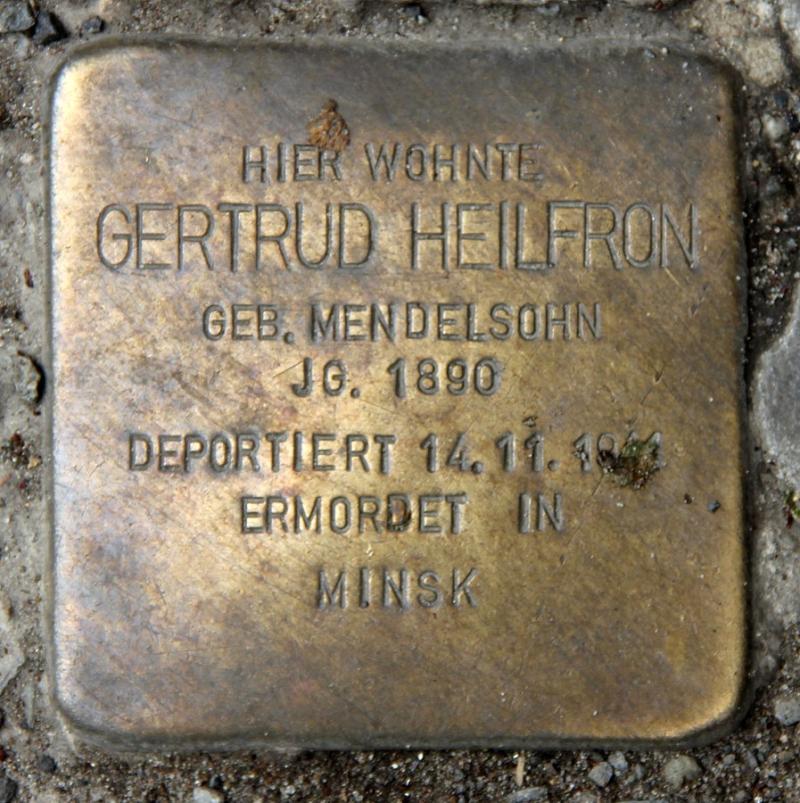 HIER WOHNTE
GERTRUD HEILFRON
GEB. MENDELSOHN
JG. 1890
DEPORTIERT 14.11.
ERMORDET IN
MINSK